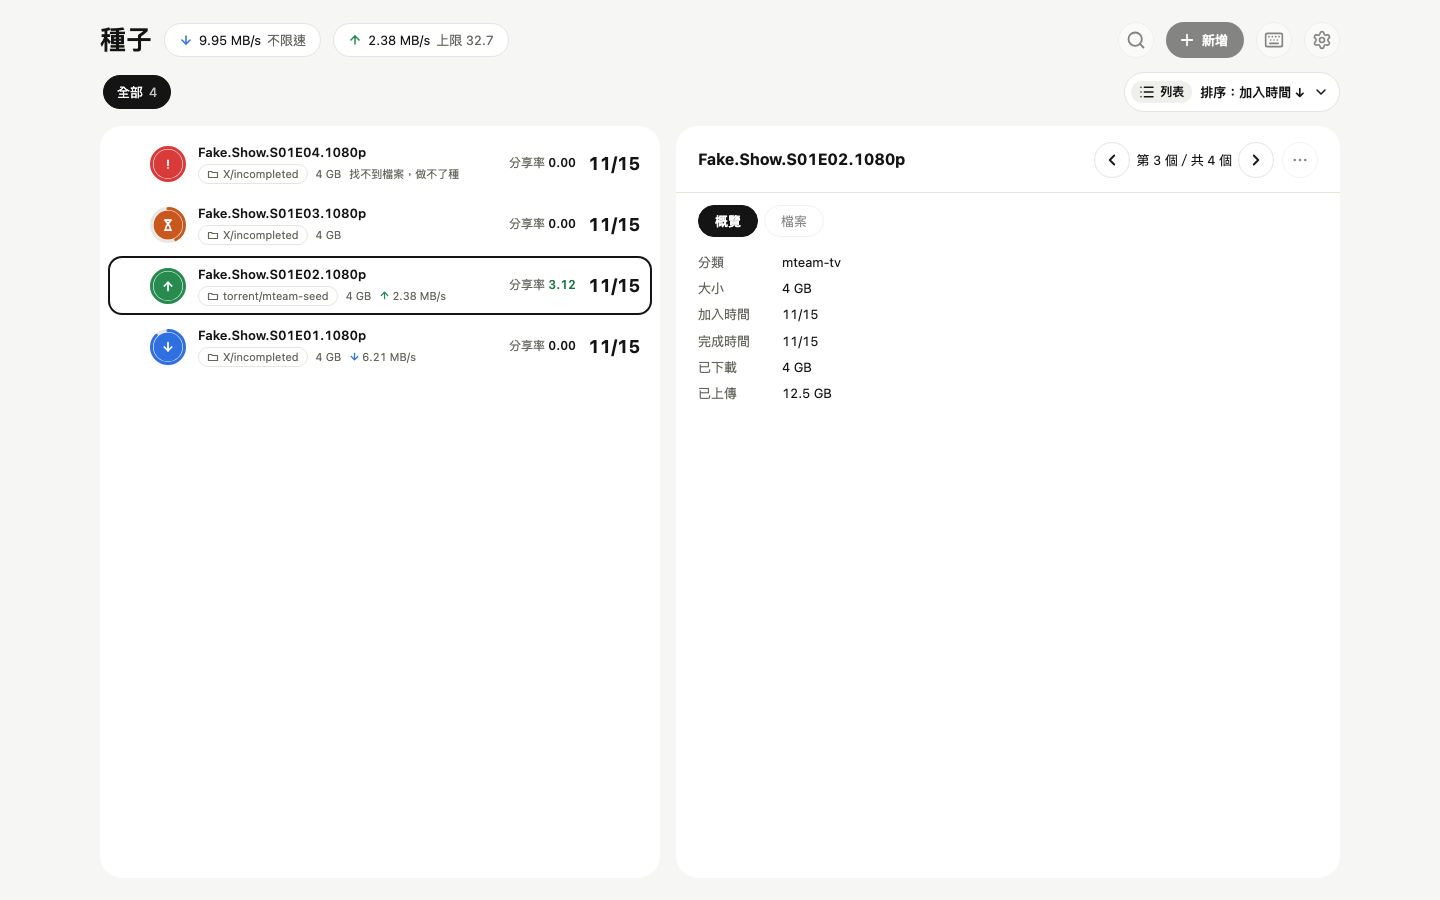 種子 9.95 MB/s 不限速 2.38 MB/s 上限 32.7 新增
全部 4 列表 排序：加入時間
Fake.Show.S01E04.1080p
X/incompleted 4 GB 找不到檔案，做不了種
分享率 0.00 11/15
Fake.Show.S01E03.1080p
X/incompleted 4 GB
分享率 0.00 11/15
Fake.Show.S01E02.1080p
torrent/mteam-seed 4 GB 2.38 MB/s
分享率 3.12 11/15
Fake.Show.S01E01.1080p
X/incompleted 4 GB 6.21 MB/s
分享率 0.00 11/15
Fake.Show.S01E02.1080p 第 3 個 / 共 4 個
概覽 檔案
分類 mteam-tv
大小 4 GB
加入時間 11/15
完成時間 11/15
已下載 4 GB
已上傳 12.5 GB